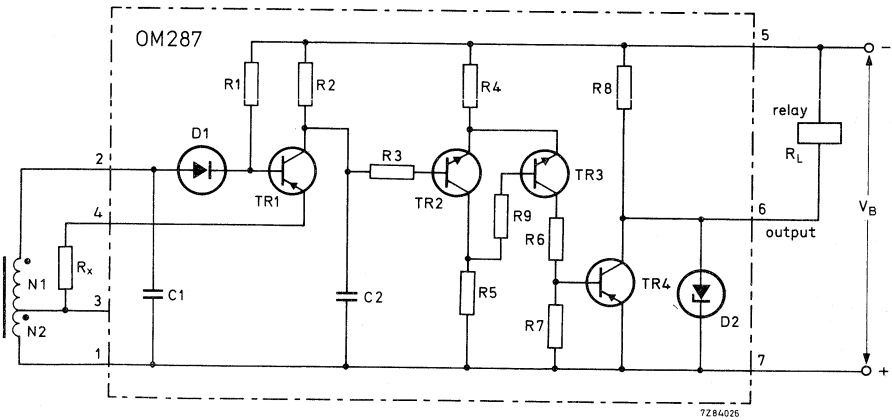 OM287
5
−
R1
R2
R4
R8
relay
R_L
D1
2
R3
TR1
TR2
TR3
R9
R6
V_B
4
6
output
N1
R_x
3
C1
C2
R5
R7
TR4
D2
N2
1
7
+
7Z84026